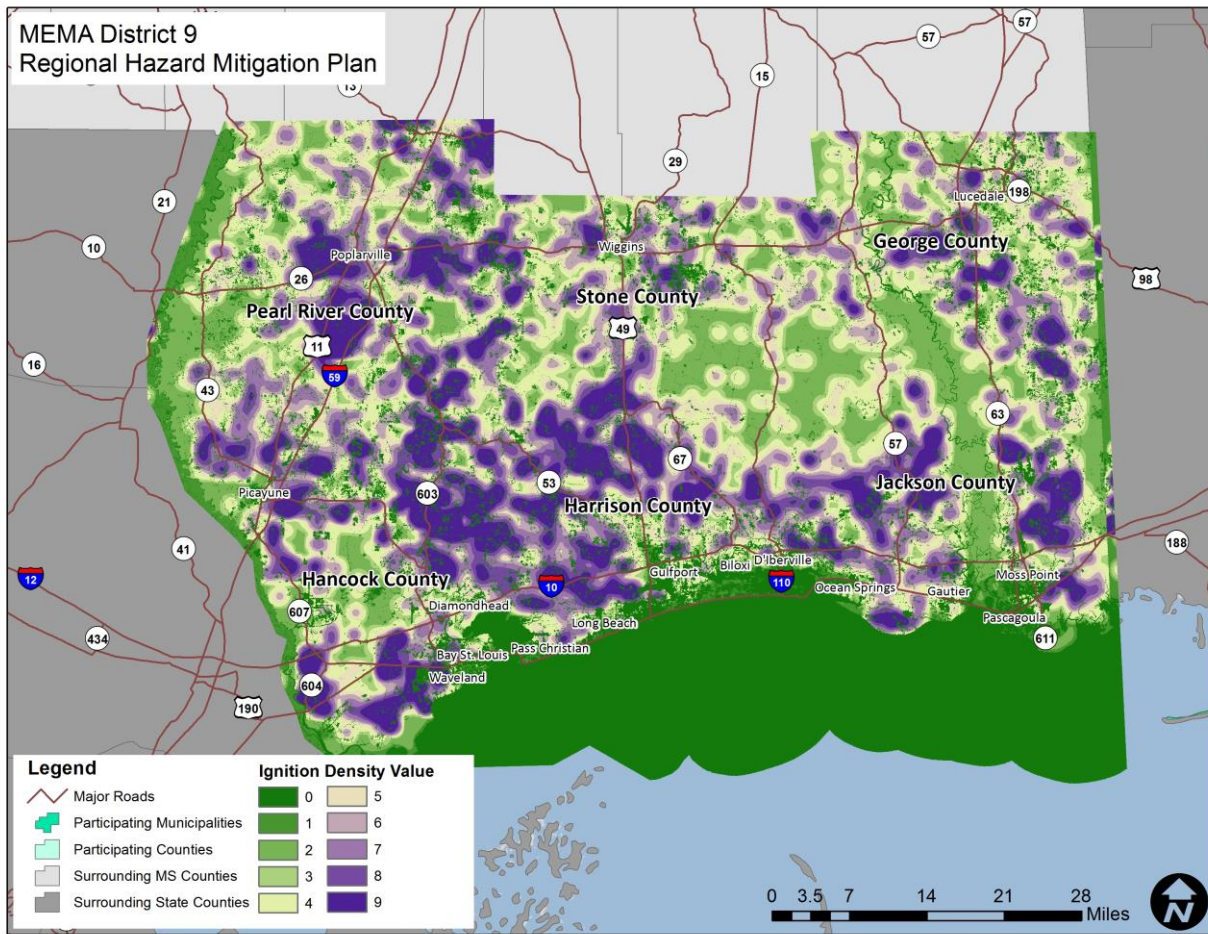 MEMA District 9
Regional Hazard Mitigation Plan
57
57
15
13
29
21
198
Lucedale
10
Wiggins
George County
Poplarville
26
98
Stone County
Pearl River County
49
11
16
59
43
63
57
67
53
Jackson County
Picayune
603
Harrison County
41
188
D'Iberville
Biloxi
Gulfport
Moss Point
12
Hancock County
10
110
Ocean Springs
Gautier
Diamondhead
607
Long Beach
Pascagoula
434
Pass Christian
611
Bay St. Louis
Waveland
604
190
Legend
Major Roads
Participating Municipalities
Participating Counties
Surrounding MS Counties
Surrounding State Counties
Ignition Density Value
0 5
1 6
2 7
3 8
4 9
0 3.5 7 14 21 28
Miles
N